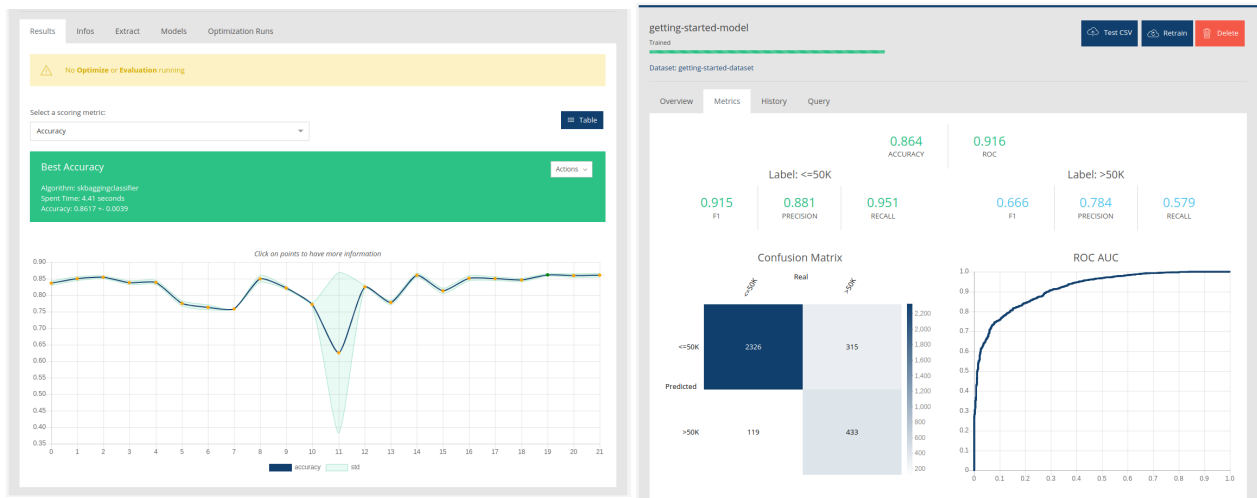 Results Infos Extract Models Optimization Runs
No Optimize or Evaluation running
Select a scoring metric:
Accuracy
Table
Best Accuracy
Actions
Algorithm: skbaggingclassifier
Spent Time: 4.41 seconds
Accuracy: 0.8617 +- 0.0039
Click on points to have more information
0.90
0.85
0.80
0.75
0.70
0.65
0.60
0.55
0.50
0.45
0.40
0.35
0 1 2 3 4 5 6 7 8 9 10 11 12 13 14 15 16 17 18 19 20 21
accuracy std
getting-started-model
Trained
Test CSV Retrain Delete
Dataset: getting-started-dataset
Overview Metrics History Query
0.864 0.916
ACCURACY ROC
Label: <=50K Label: >50K
0.915 0.881 0.951 0.666 0.784 0.579
F1 PRECISION RECALL F1 PRECISION RECALL
Confusion Matrix
Real
<=50K >50K
<=50K 2326 315
Predicted
>50K 119 433
2,200
2,000
1,800
1,600
1,400
1,200
1,000
800
600
400
200
ROC AUC
1.0
0.9
0.8
0.7
0.6
0.5
0.4
0.3
0.2
0.1
0
0 0.1 0.2 0.3 0.4 0.5 0.6 0.7 0.8 0.9 1.0